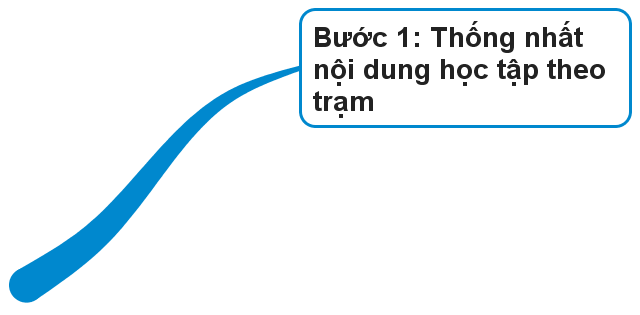 Bước 1: Thống nhất
nội dung học tập theo
trạm